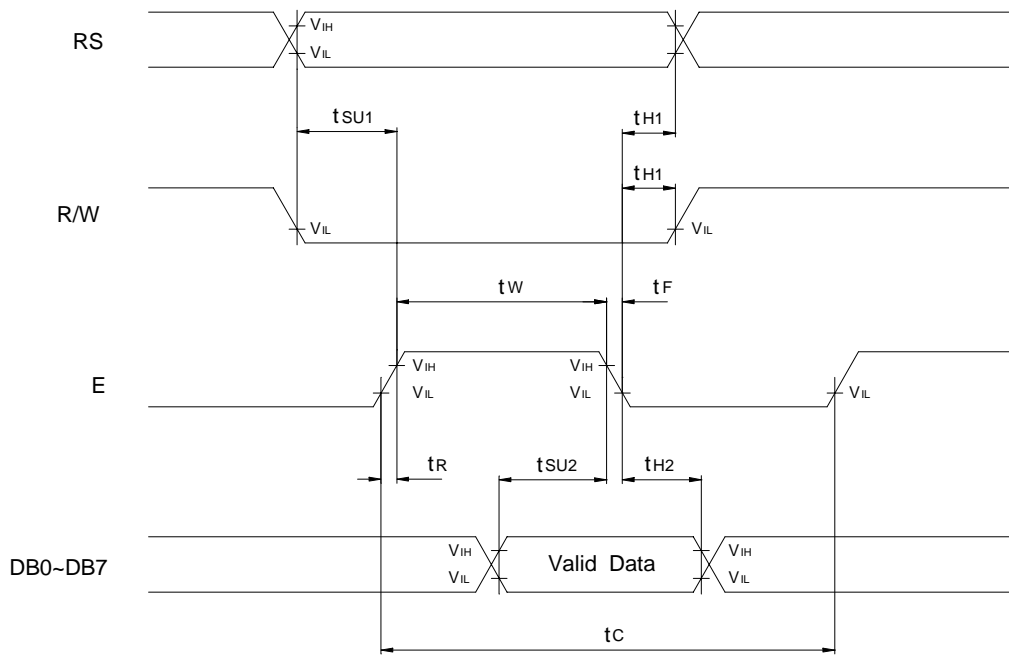 RS
VIH
VIL
tSU1
tH1
tH1
R/W
VIL
VIL
tW
tF
E
VIH
VIL
VIH
VIL
VIL
tR
tSU2
tH2
DB0~DB7
VIH
VIL
Valid Data
VIH
VIL
tC